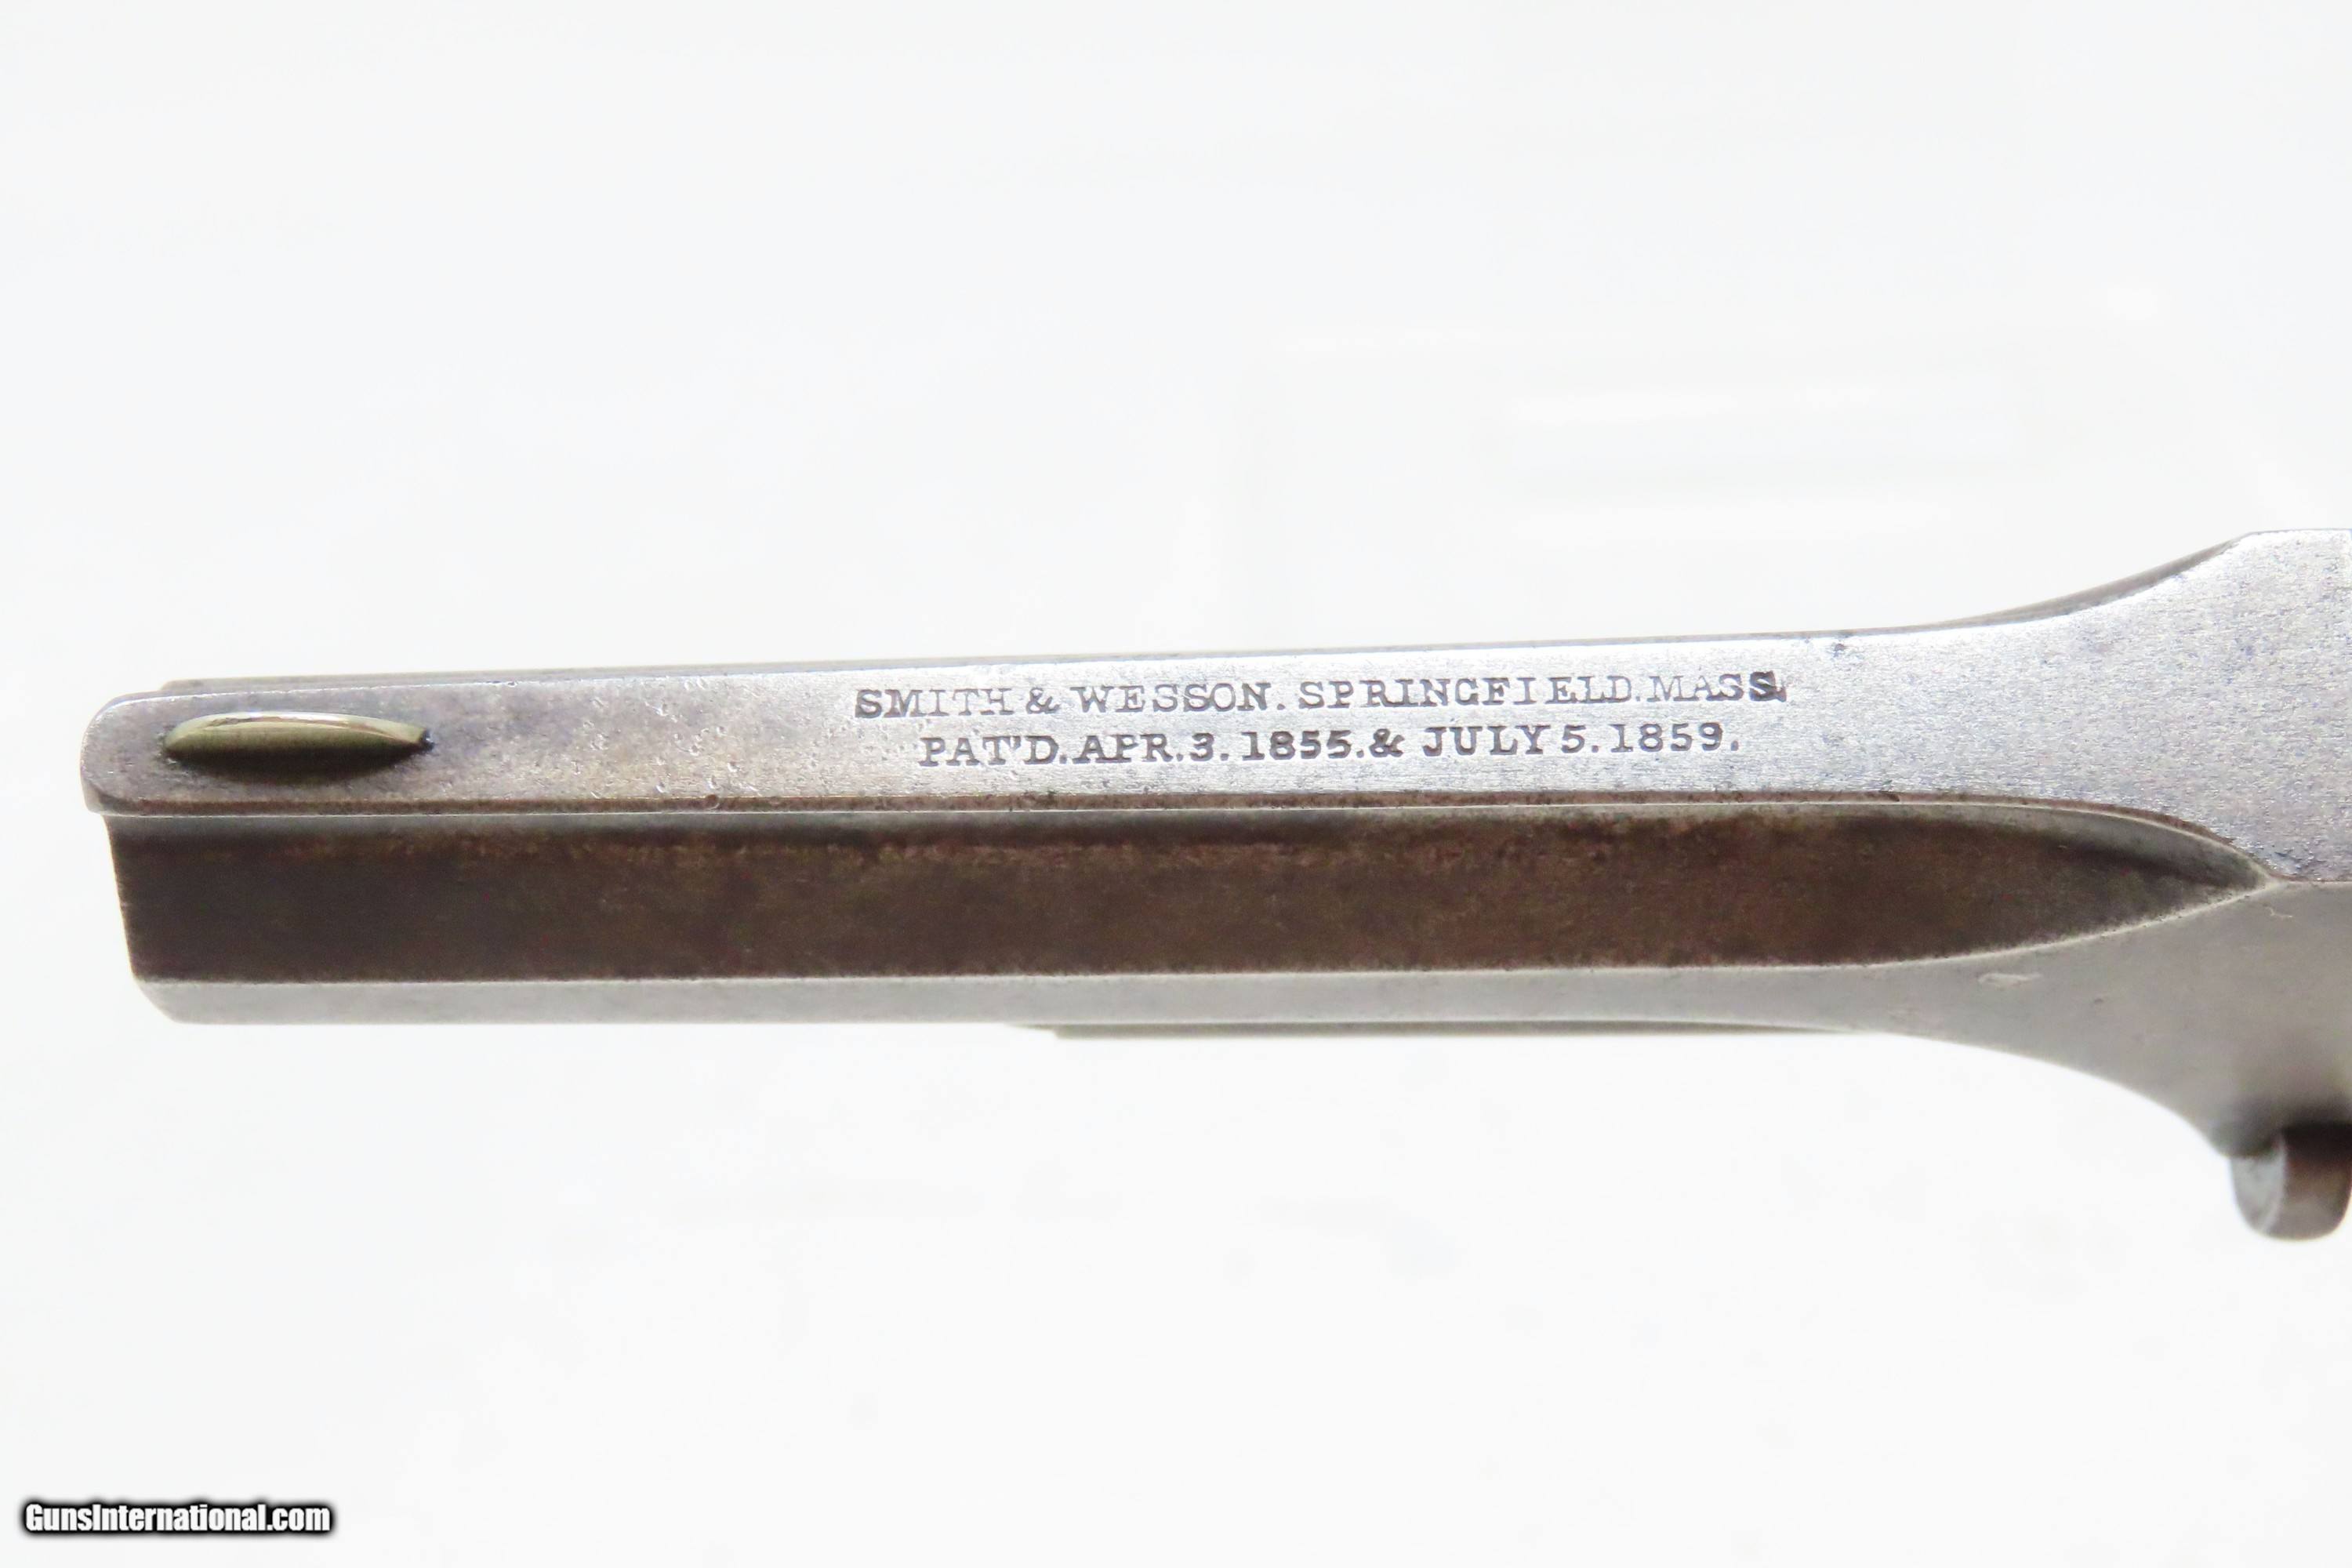 SMITH & WESSON. SPRINGFIELD. MASS.
PAT'D. APR. 3. 1855. & JULY 5. 1859.
GunsInternational.com